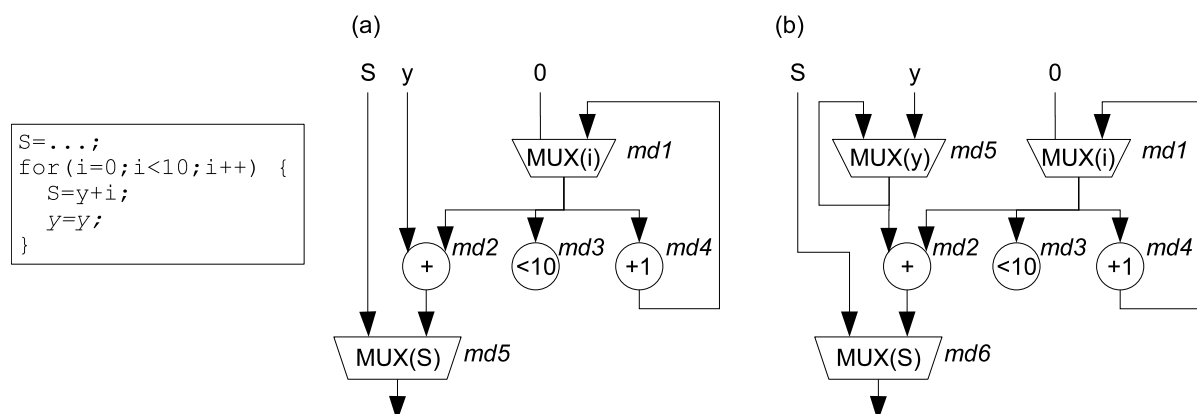 (a)
(b)
S y 0
S y 0
S=...;
for(i=0;i<10;i++) {
S=y+i;
y=y;
}
MUX(i) md1
MUX(y) md5
MUX(i) md1
+ md2
<10 md3
+1 md4
+ md2
<10 md3
+1 md4
MUX(S) md5
MUX(S) md6